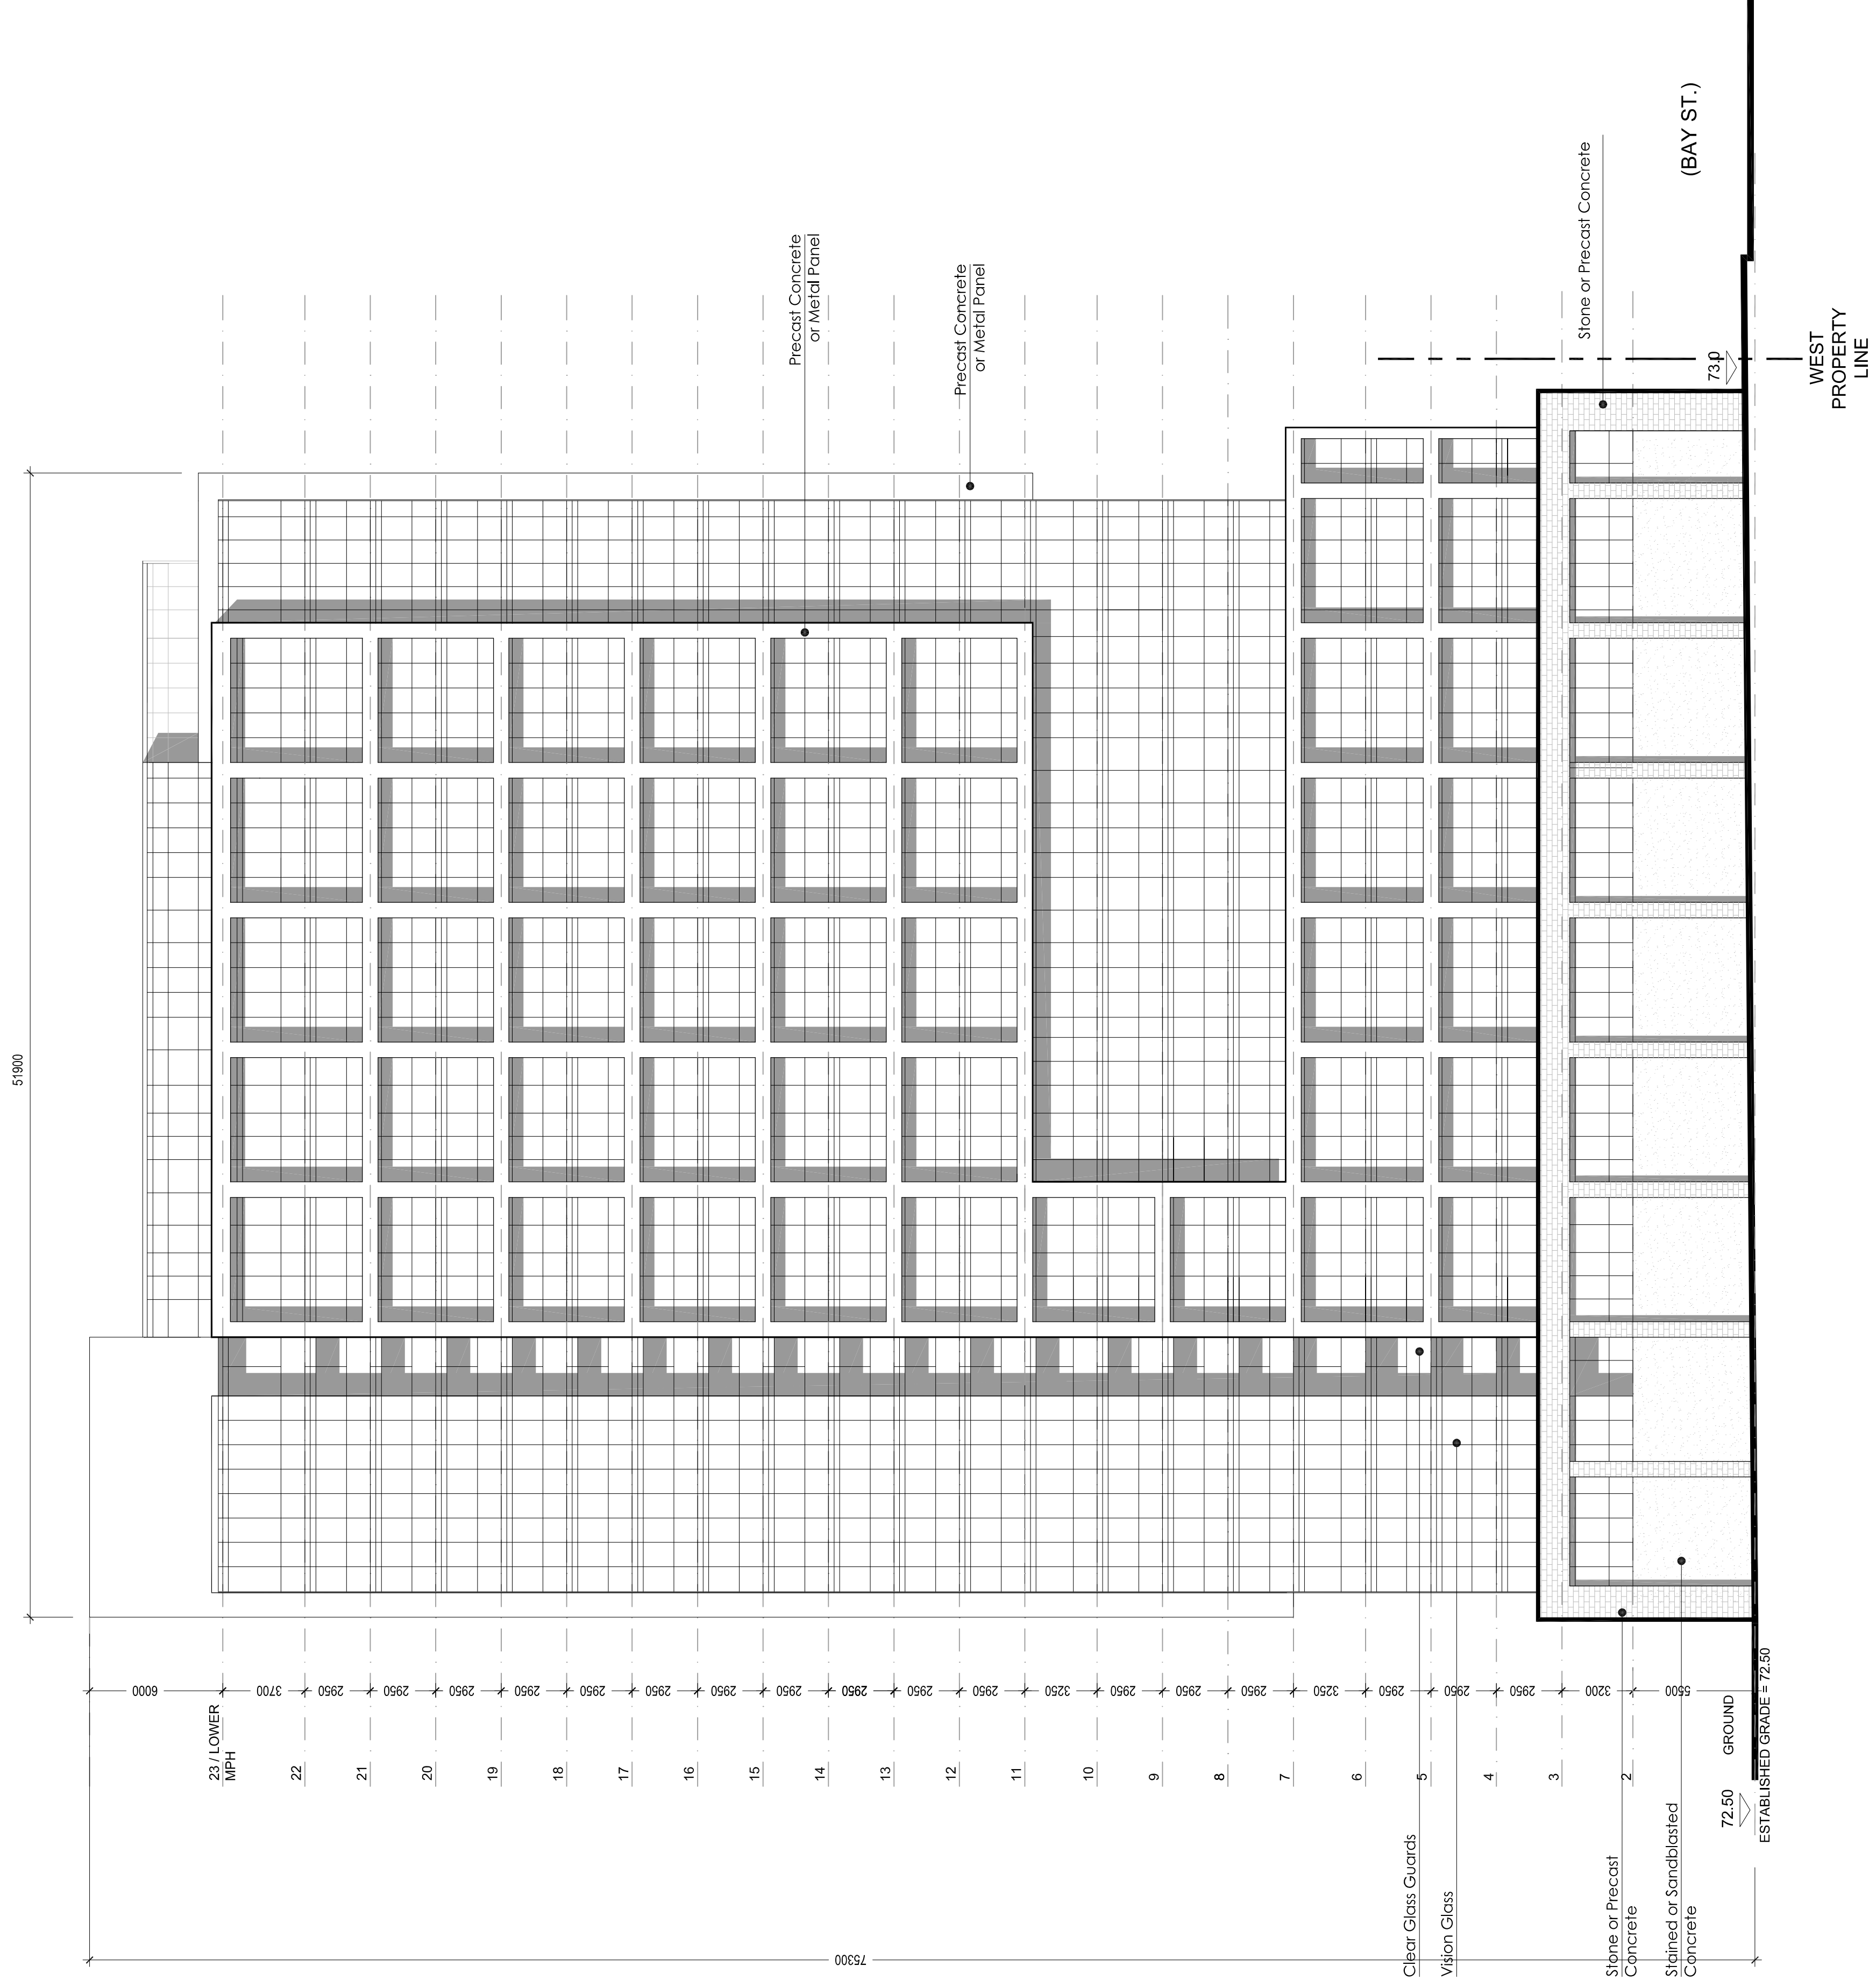 51900
Precast Concrete
or Metal Panel
Precast Concrete
or Metal Panel
Stone or Precast Concrete
(BAY ST.)
73.0
WEST
PROPERTY
LINE
6000
3700
2950
2950
2950
2950
2950
2950
2950
2950
2950
2950
2950
3250
2950
2950
2950
3250
2950
2950
2950
3200
5500
23 / LOWER
MPH
22
21
20
19
18
17
16
15
14
13
12
11
10
9
8
7
6
5
4
3
2
GROUND
72.50
ESTABLISHED GRADE = 72.50
Clear Glass Guards
Vision Glass
Stone or Precast
Concrete
Stained or Sandblasted
Concrete
75300